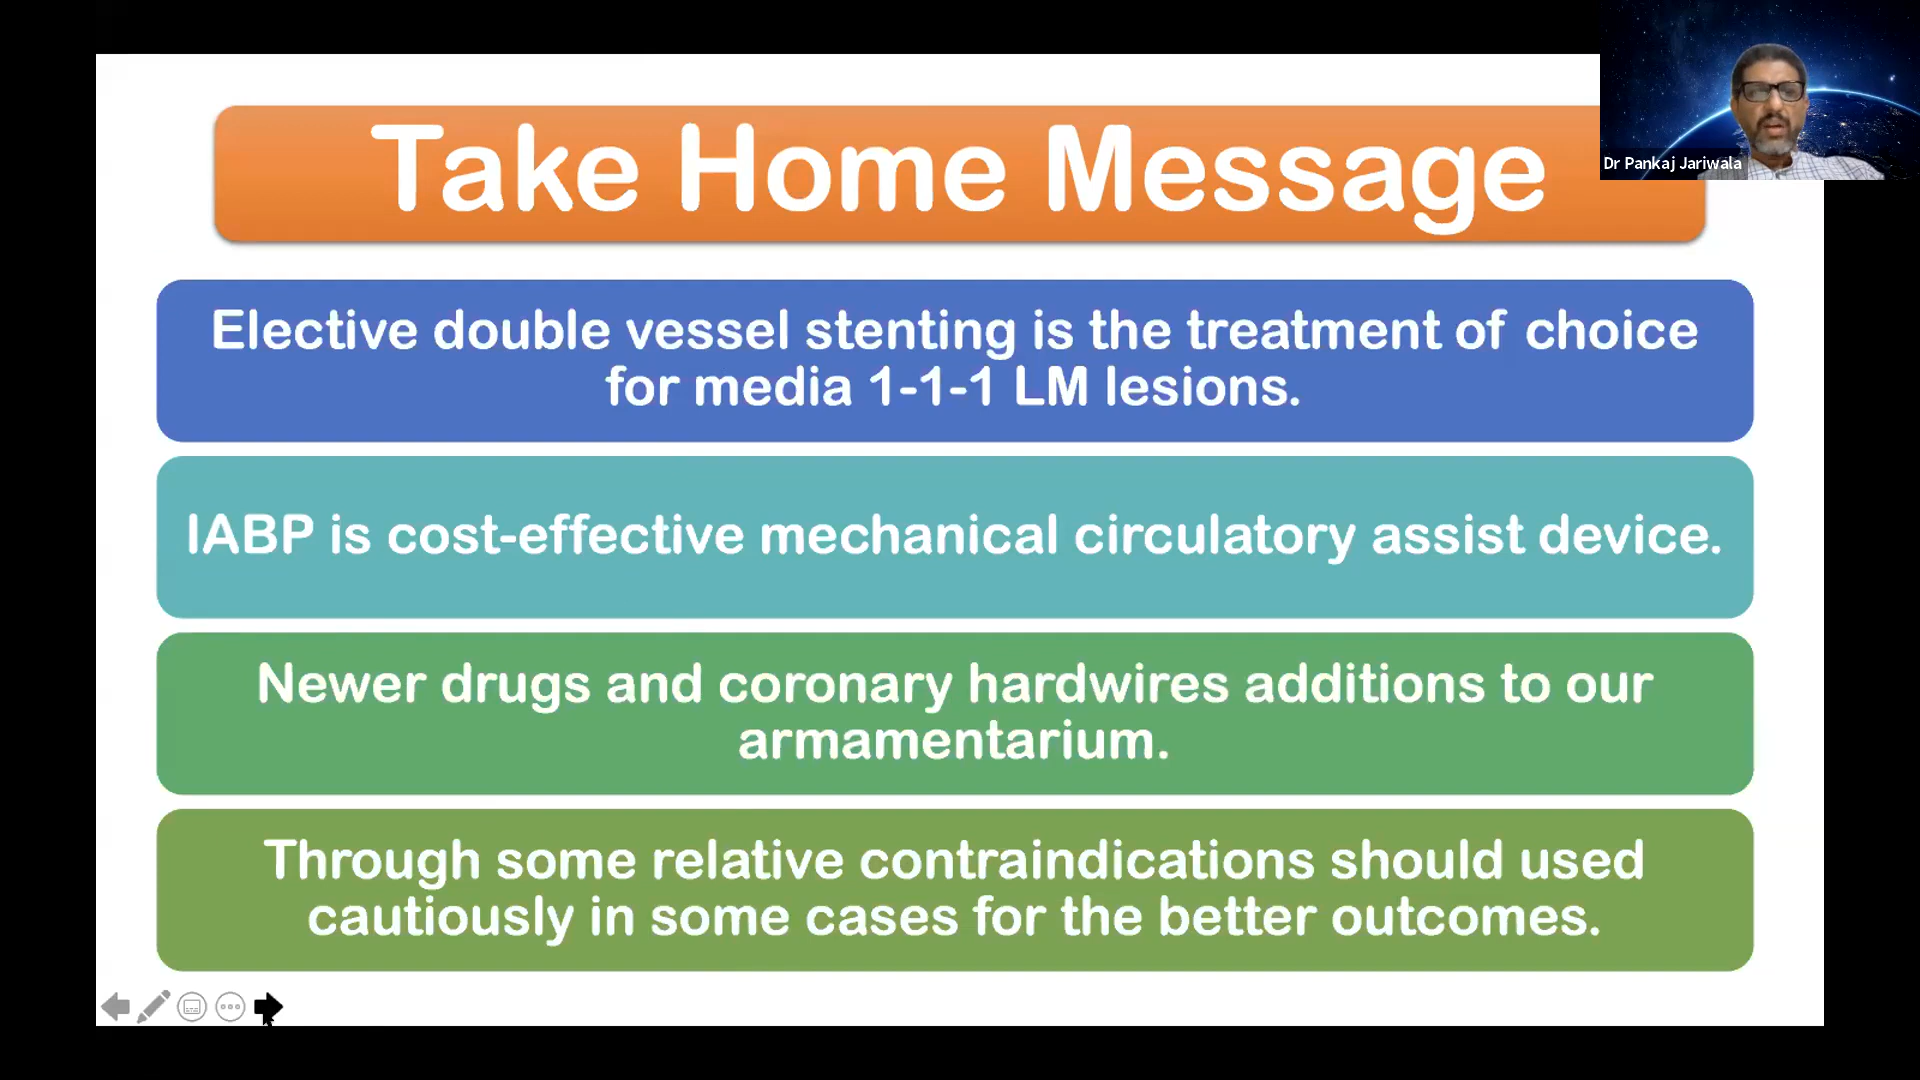 Take Home Message
Dr Pankaj Jariwala
Elective double vessel stenting is the treatment of choice
for media 1-1-1 LM lesions.
IABP is cost-effective mechanical circulatory assist device.
Newer drugs and coronary hardwires additions to our
armamentarium.
Through some relative contraindications should used
cautiously in some cases for the better outcomes.